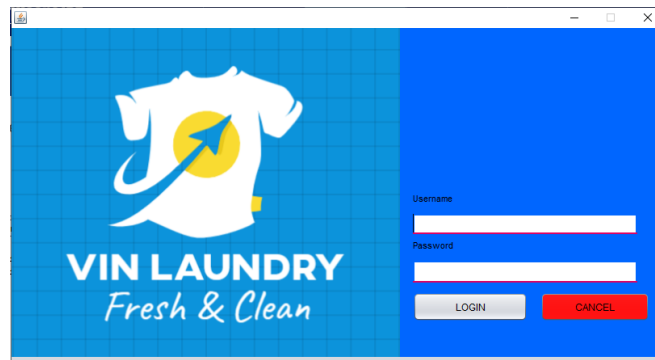 VIN LAUNDRY
Fresh & Clean
Username
Password
LOGIN
CANCEL